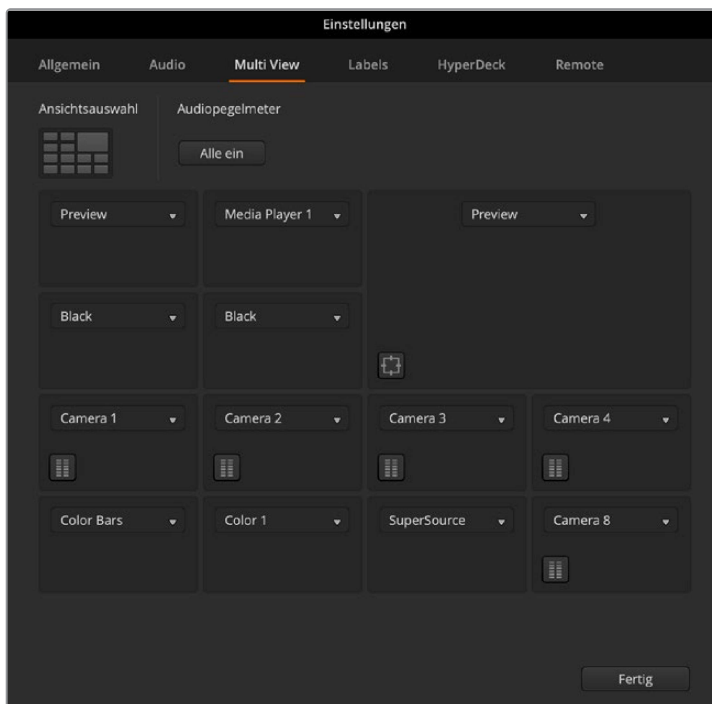 Einstellungen
Allgemein Audio Multi View Labels HyperDeck Remote
Ansichtsauswahl Audiopegelmeter
Alle ein
Preview Media Player 1 Preview
Black Black
Camera 1 Camera 2 Camera 3 Camera 4
Color Bars Color 1 SuperSource Camera 8
Fertig